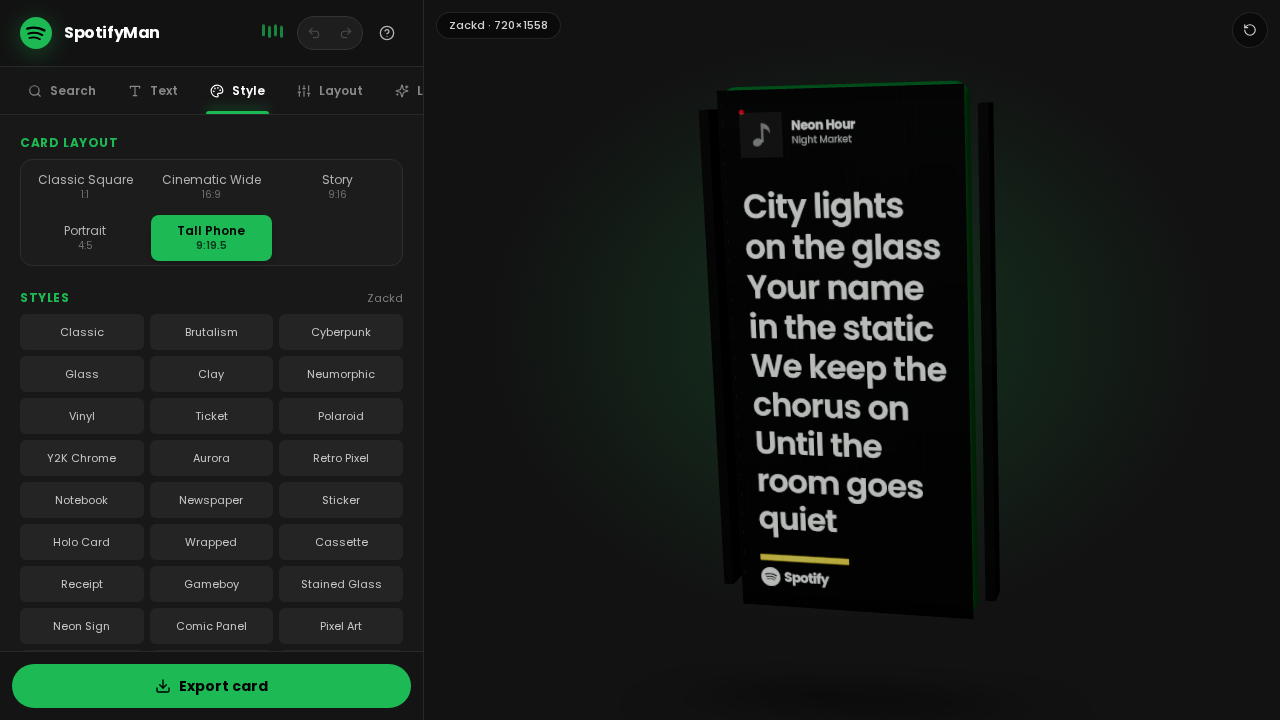 SpotifyMan
Search
Text
Style
Layout
L
CARD LAYOUT
Classic Square
1:1
Cinematic Wide
16:9
Story
9:16
Portrait
4:5
Tall Phone
9:19.5
STYLES
Zackd
Classic
Brutalism
Cyberpunk
Glass
Clay
Neumorphic
Vinyl
Ticket
Polaroid
Y2K Chrome
Aurora
Retro Pixel
Notebook
Newspaper
Sticker
Holo Card
Wrapped
Cassette
Receipt
Gameboy
Stained Glass
Neon Sign
Comic Panel
Pixel Art
Export card
Zackd · 720×1558
Neon Hour
Night Market
City lights
on the glass
Your name
in the static
We keep the
chorus on
Until the
room goes
quiet
Spotify